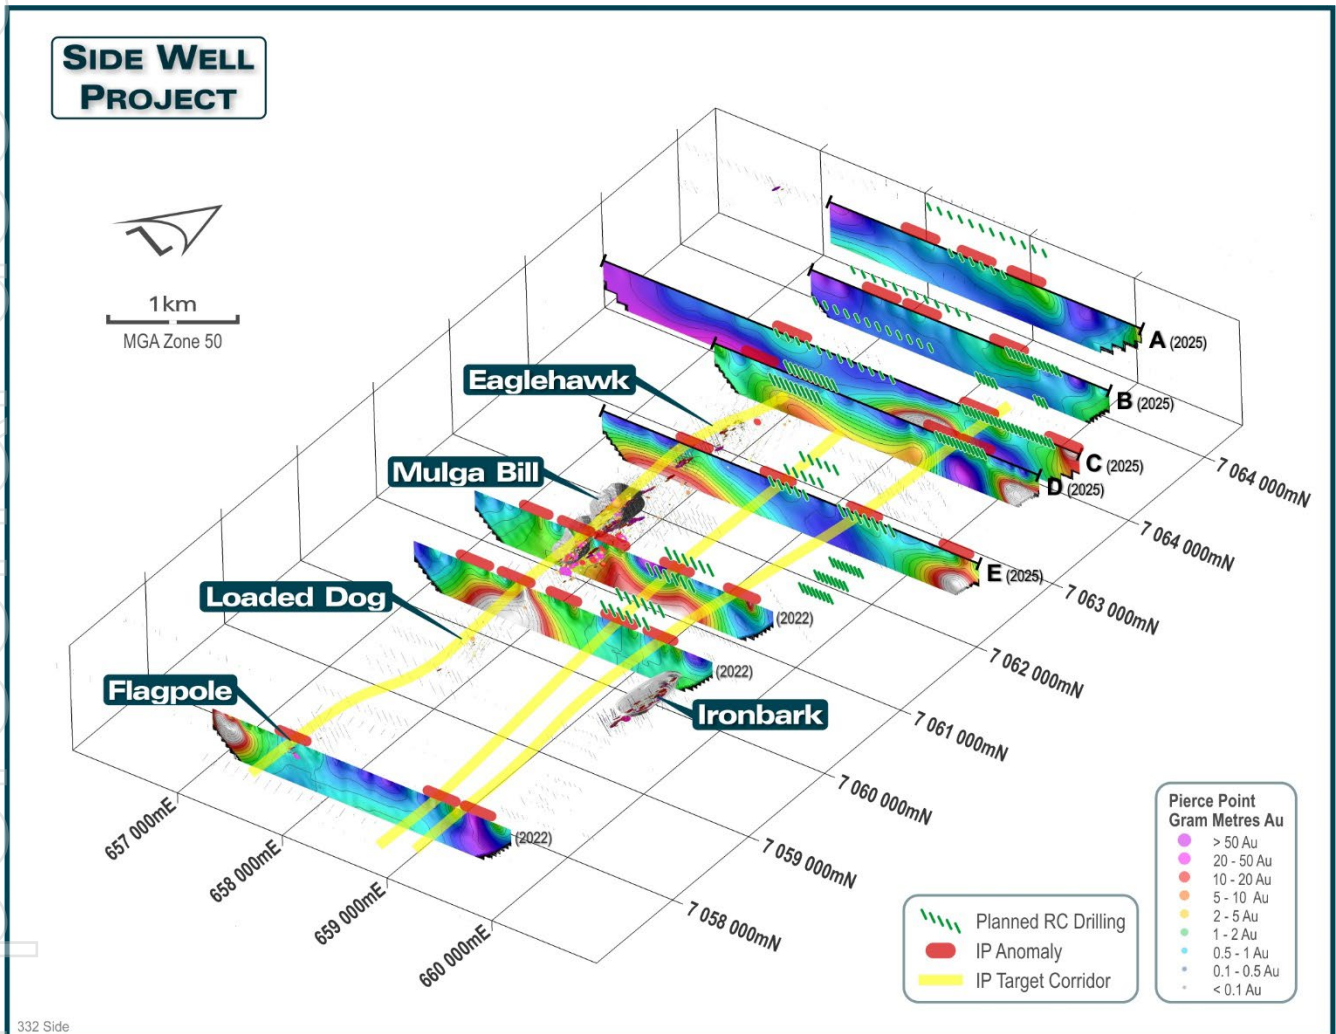 SIDE WELL
PROJECT
1km
MGA Zone 50
A (2025)
B (2025)
Eaglehawk
C (2025)
7 064 000mN
Mulga Bill
D (2025)
7 064 000mN
E (2025)
7 063 000mN
Loaded Dog
(2022)
7 062 000mN
(2022)
Flagpole
Ironbark
7 061 000mN
7 060 000mN
657 000mE
(2022)
7 059 000mN
658 000mE
7 058 000mN
659 000mE
660 000mE
Planned RC Drilling
IP Anomaly
IP Target Corridor
Pierce Point
Gram Metres Au
> 50 Au
20 - 50 Au
10 - 20 Au
5 - 10 Au
2 - 5 Au
1 - 2 Au
0.5 - 1 Au
0.1 - 0.5 Au
< 0.1 Au
332 Side